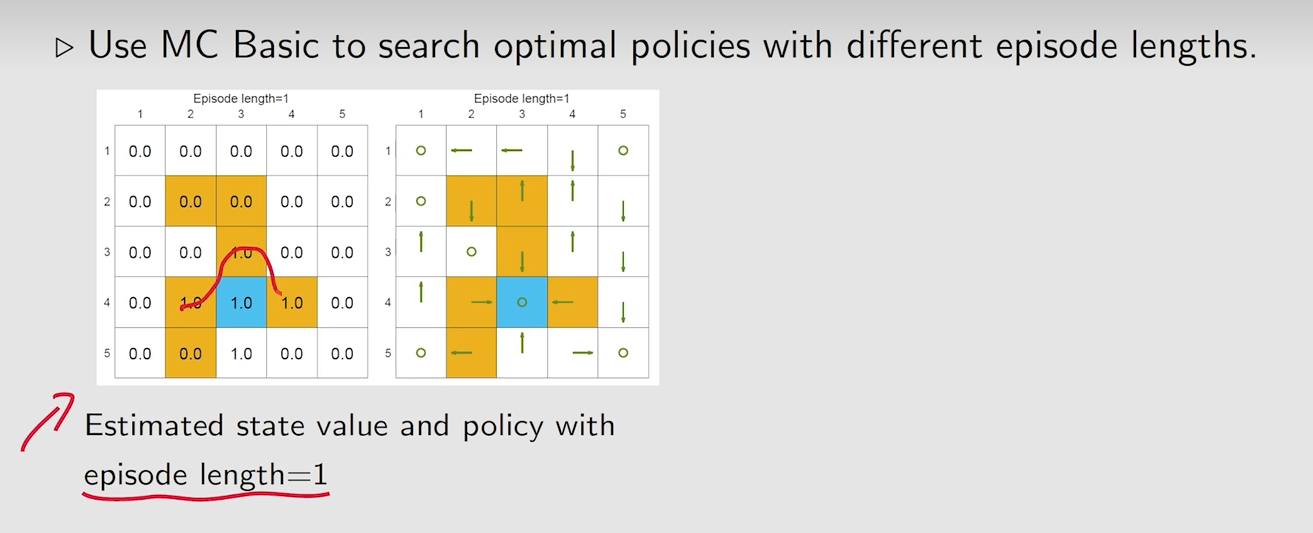 ▷ Use MC Basic to search optimal policies with different episode lengths.
Episode length=1
1 2 3 4 5
1 0.0 0.0 0.0 0.0 0.0
2 0.0 0.0 0.0 0.0 0.0
3 0.0 0.0 1.0 0.0 0.0
4 0.0 1.0 1.0 1.0 0.0
5 0.0 0.0 1.0 0.0 0.0
Episode length=1
1 2 3 4 5
1
2
3
4
5
Estimated state value and policy with
episode length=1